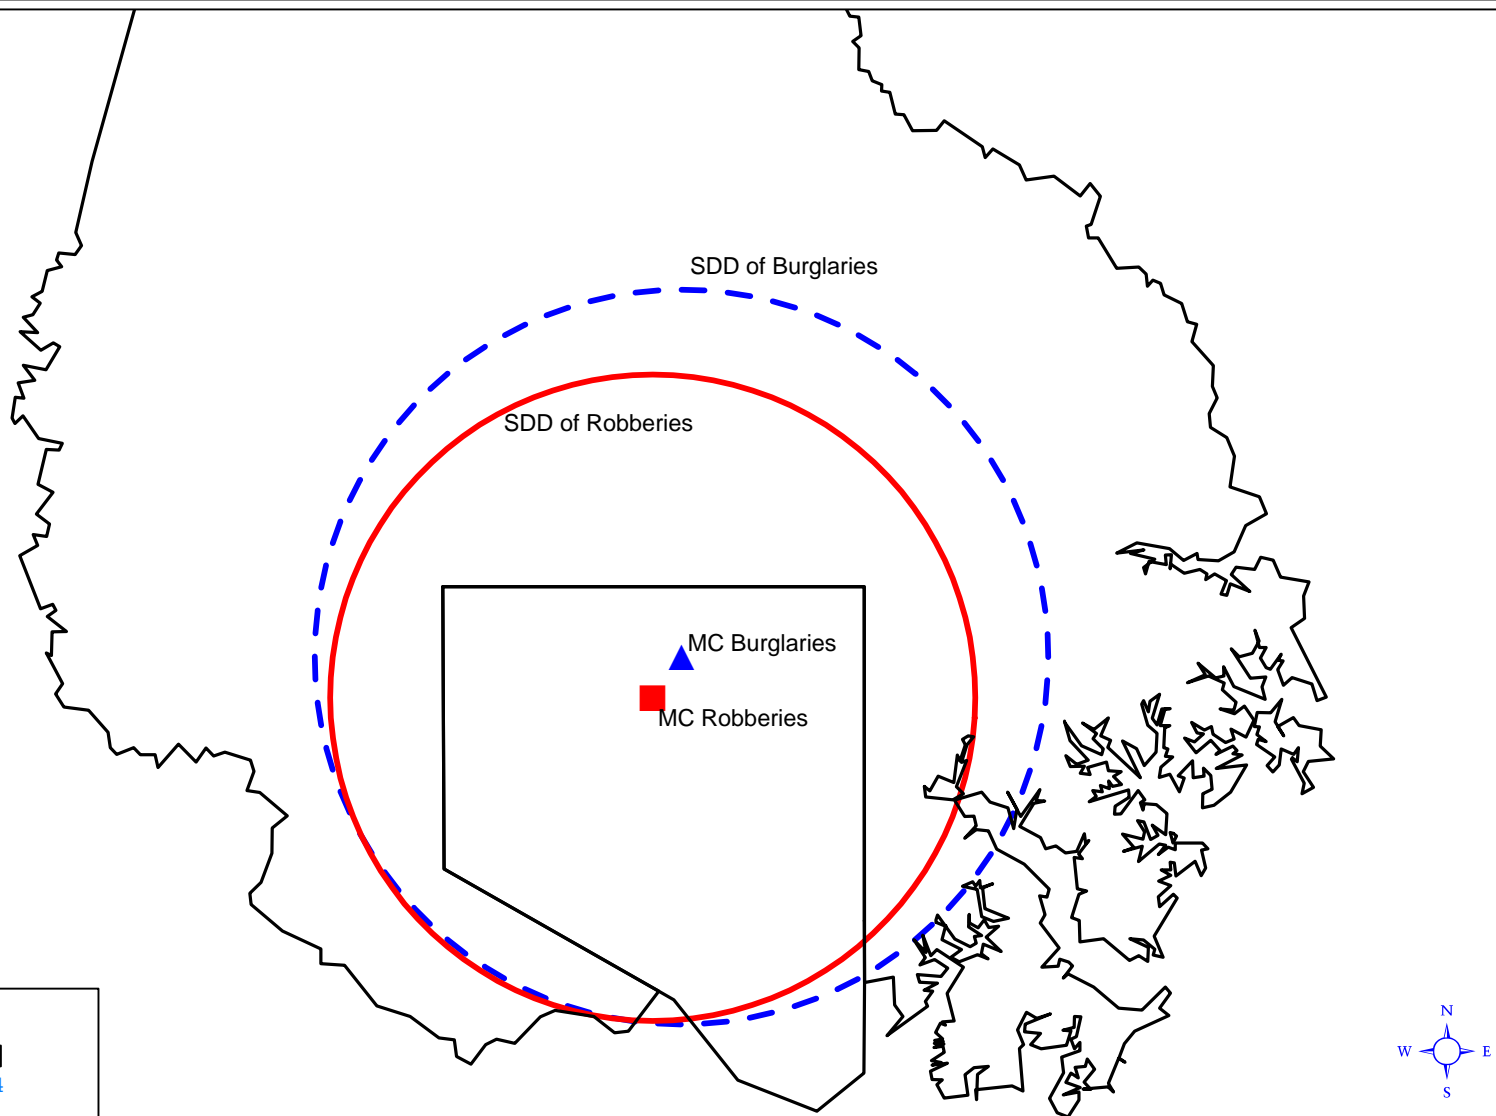 SDD of Burglaries
SDD of Robberies
MC Burglaries
MC Robberies
N
W E
S